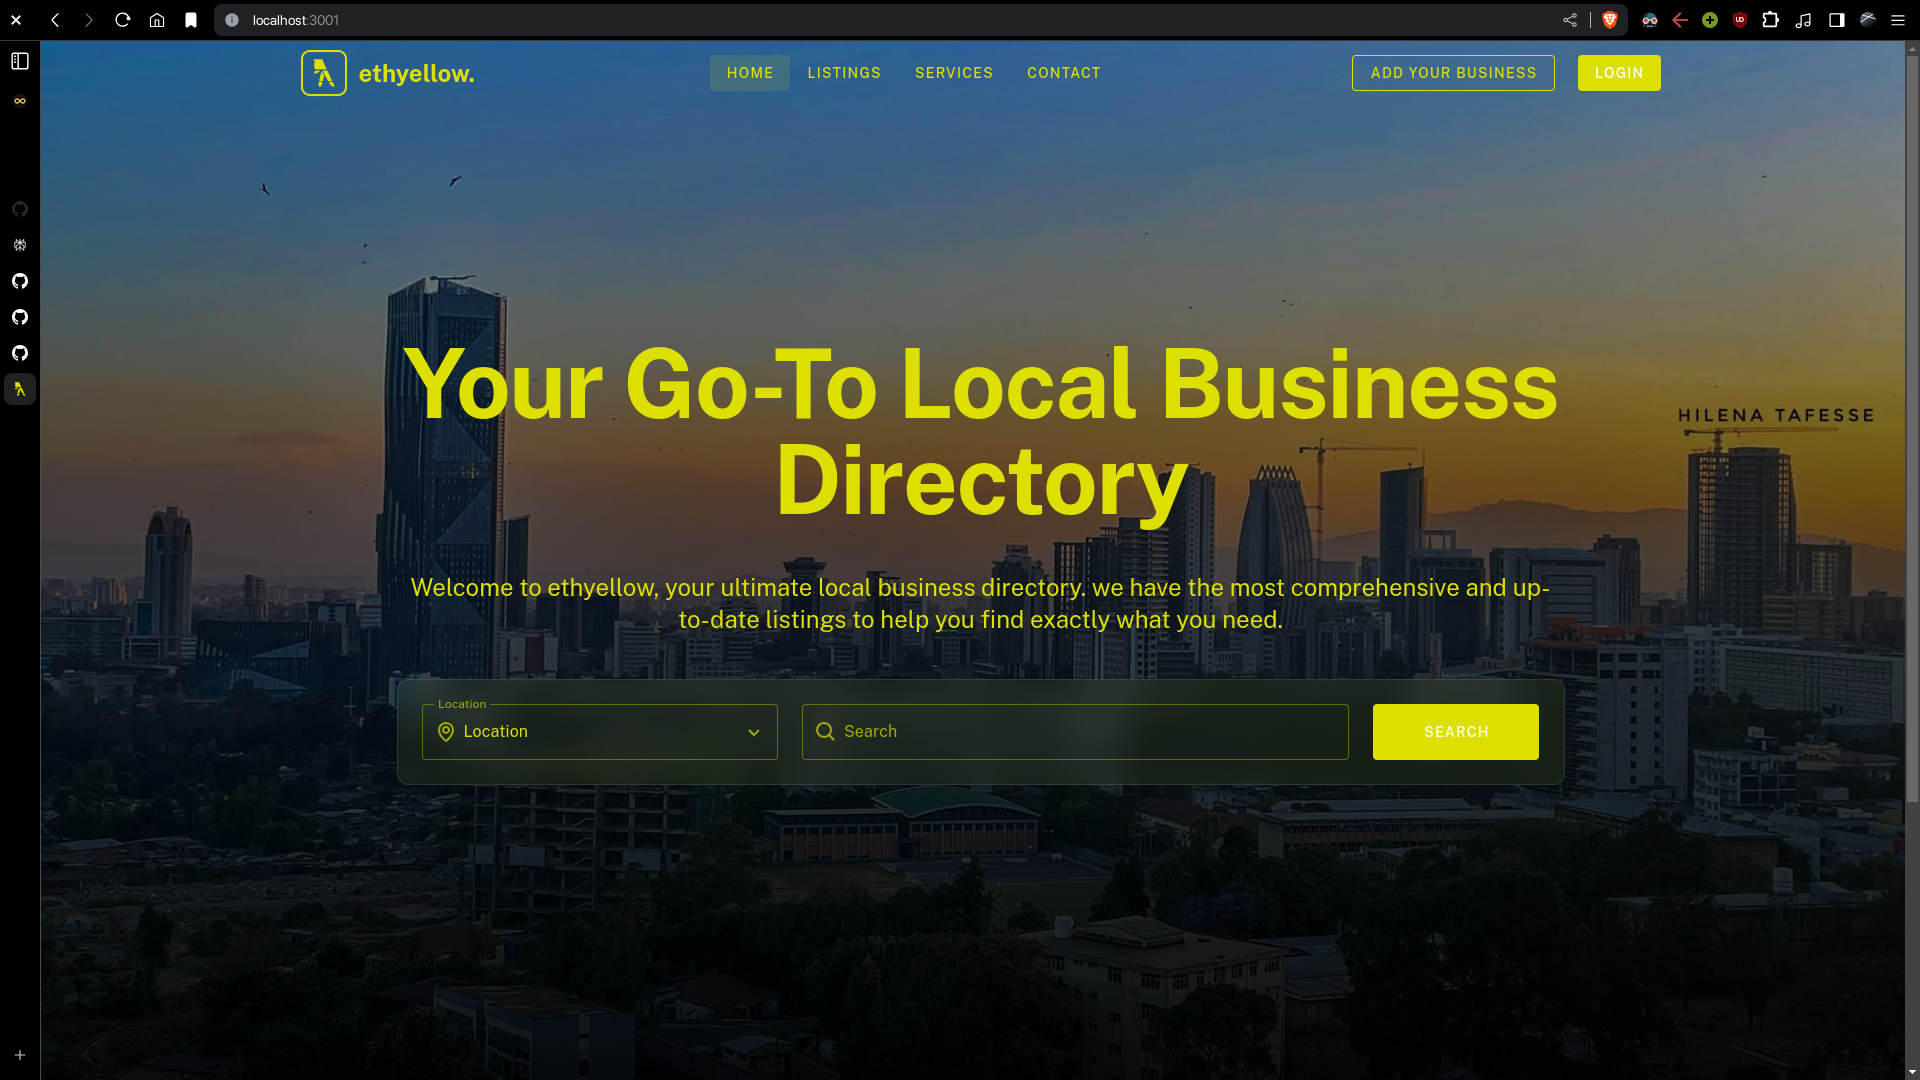 localhost:3001
ethyellow.
HOME
LISTINGS
SERVICES
CONTACT
ADD YOUR BUSINESS
LOGIN
Your Go-To Local Business
Directory
HILENA TAFESSE
Welcome to ethyellow, your ultimate local business directory. we have the most comprehensive and up-
to-date listings to help you find exactly what you need.
Location
Location
Search
SEARCH